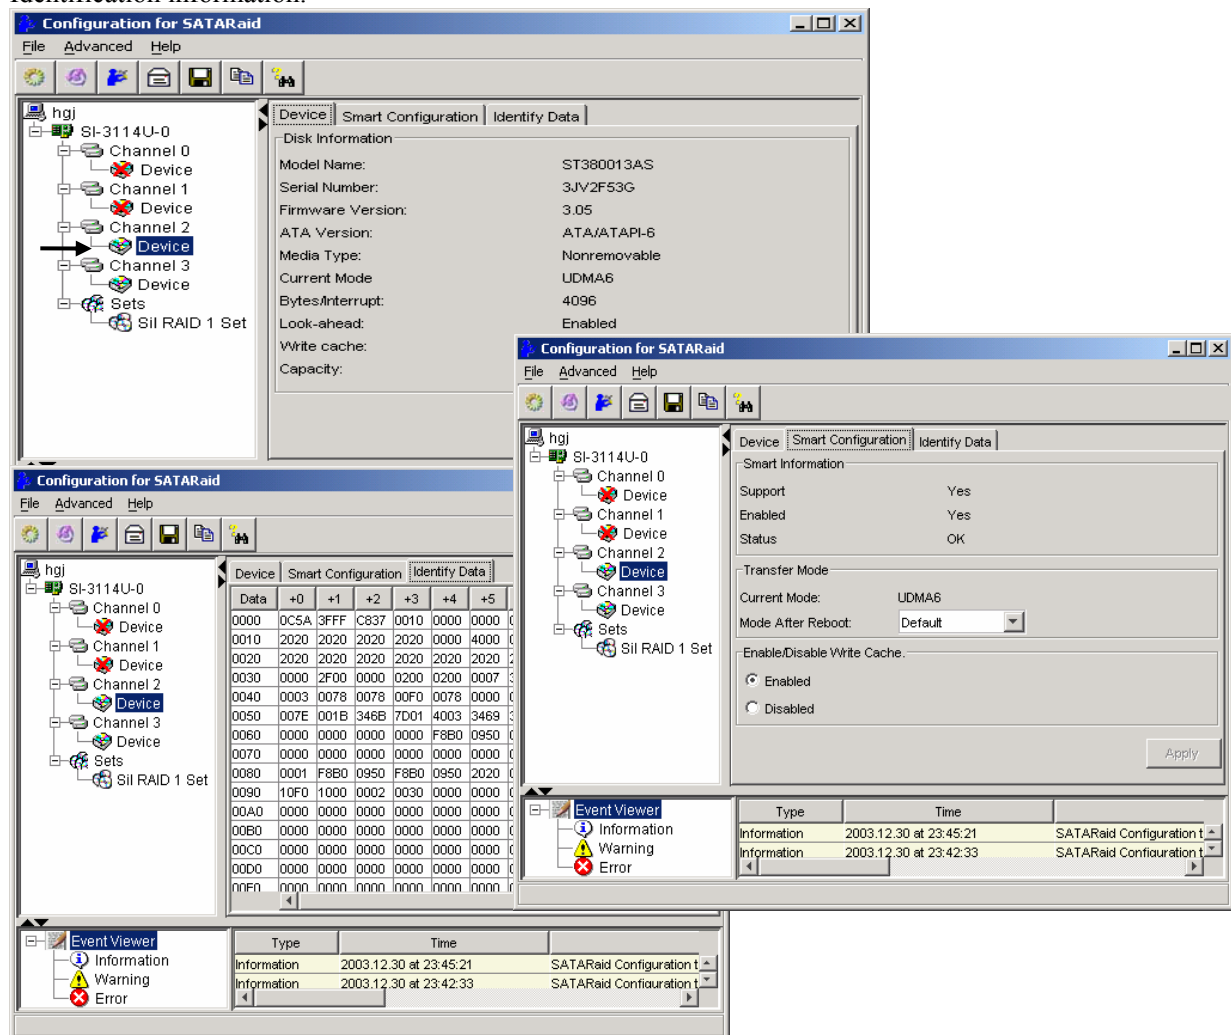 Identification information.
Configuration for SATARaid
File Advanced Help
hgj
SI-3114U-0
Channel 0
Device
Channel 1
Device
Channel 2
Device
Channel 3
Device
Sets
Sil RAID 1 Set
Device Smart Configuration Identify Data
Disk Information
Model Name: ST380013AS
Serial Number: 3JV2F53G
Firmware Version: 3.05
ATA Version: ATA/ATAPI-6
Media Type: Nonremovable
Current Mode UDMA6
Bytes/Interrupt: 4096
Look-ahead: Enabled
Write cache:
Capacity:
Configuration for SATARaid
File Advanced Help
hgj
SI-3114U-0
Channel 0
Device
Channel 1
Device
Channel 2
Device
Channel 3
Device
Sets
Sil RAID 1 Set
Device Smart Configuration Identify Data
Smart Information
Support Yes
Enabled Yes
Status OK
Transfer Mode
Current Mode: UDMA6
Mode After Reboot: Default
Enable/Disable Write Cache.
Enabled
Disabled
Apply
Event Viewer
Information
Warning
Error
Type Time
Information 2003.12.30 at 23:45:21 SATARaid Configuration t
Information 2003.12.30 at 23:42:33 SATARaid Configuration t
Configuration for SATARaid
File Advanced Help
hgj
SI-3114U-0
Channel 0
Device
Channel 1
Device
Channel 2
Device
Channel 3
Device
Sets
Sil RAID 1 Set
Device Smart Configuration Identify Data
Data +0 +1 +2 +3 +4 +5
0000 0C5A 3FFF C837 0010 0000 0000
0010 2020 2020 2020 2020 0000 4000
0020 2020 2020 2020 2020 2020 2020
0030 0000 2F00 0000 0200 0200 0007
0040 0003 0078 0078 00F0 0078 0000
0050 007E 001B 346B 7D01 4003 3469
0060 0000 0000 0000 0000 F8B0 0950
0070 0000 0000 0000 0000 0000 0000
0080 0001 F8B0 0950 F8B0 0950 2020
0090 10F0 1000 0002 0030 0000 0000
00A0 0000 0000 0000 0000 0000 0000
00B0 0000 0000 0000 0000 0000 0000
00C0 0000 0000 0000 0000 0000 0000
00D0 0000 0000 0000 0000 0000 0000
00E0 0000 0000 0000 0000 0000 0000
Event Viewer
Information
Warning
Error
Type Time
Information 2003.12.30 at 23:45:21 SATARaid Configuration t
Information 2003.12.30 at 23:42:33 SATARaid Configuration t